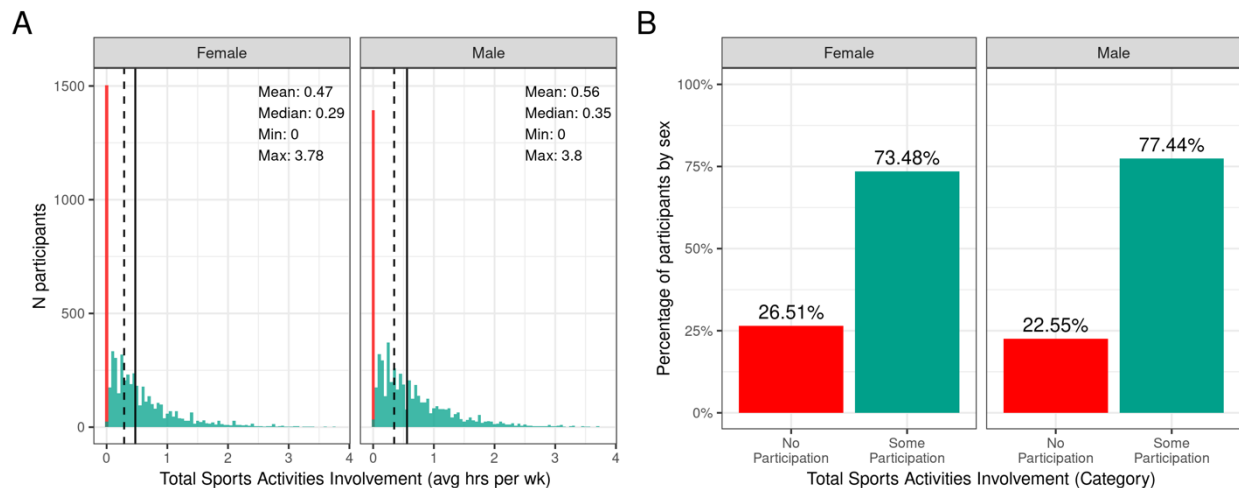 A
Female
Male
N participants
1500
1000
500
0
Mean: 0.47
Median: 0.29
Min: 0
Max: 3.78
Mean: 0.56
Median: 0.35
Min: 0
Max: 3.8
0 1 2 3 4
0 1 2 3 4
Total Sports Activities Involvement (avg hrs per wk)
B
Female
Male
Percentage of participants by sex
100%
75%
50%
25%
0%
26.51%
73.48%
22.55%
77.44%
No
Participation
Some
Participation
No
Participation
Some
Participation
Total Sports Activities Involvement (Category)